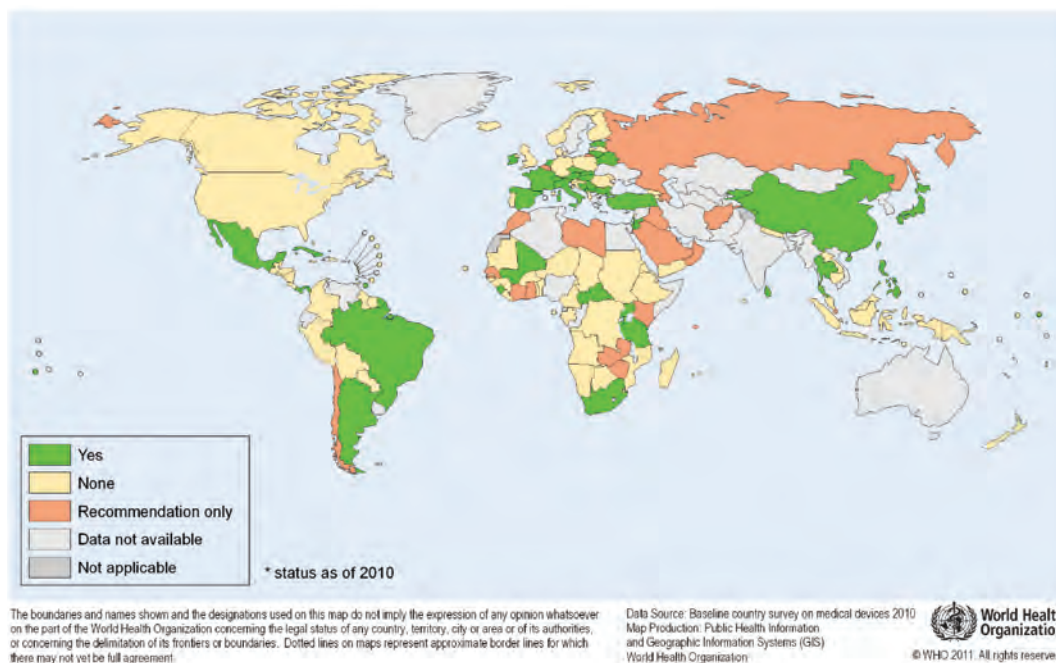 Yes
None
Recommendation only
Data not available
Not applicable
* status as of 2010
The boundaries and names shown and the designations used on this map do not imply the expression of any opinion whatsoever
on the part of the World Health Organization concerning the legal status of any country, territory, city or area or of its authorities,
or concerning the delimitation of its frontiers or boundaries. Dotted lines on maps represent approximate border lines for which
there may not yet be full agreement.
Data Source: Baseline country survey on medical devices 2010
Map Production: Public Health Information
and Geographic Information Systems (GIS)
World Health Organization
World Healt
Organizatio
© WHO 2011. All rights reserve